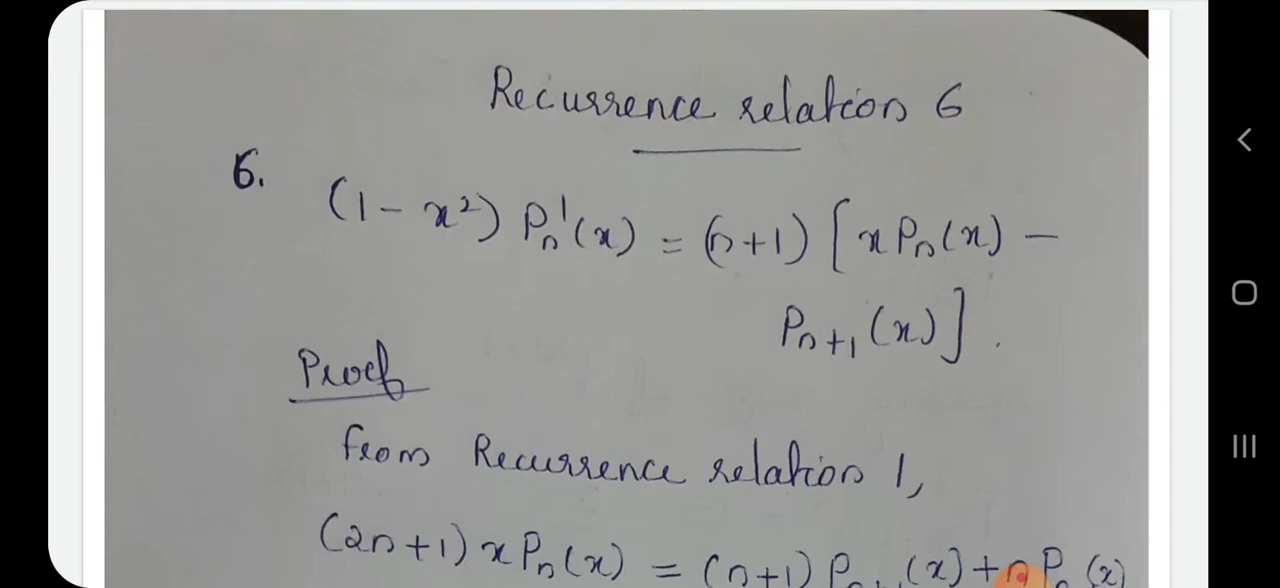 Recurrence relation 6
6. (1 - x²) Pₙ'(x) = (n+1) [ x Pₙ(x) -
Pₙ₊₁(x) ] .
Proof
from Recurrence relation 1,
(2n+1) x Pₙ(x) = (n+1) P (x) + n P (x)